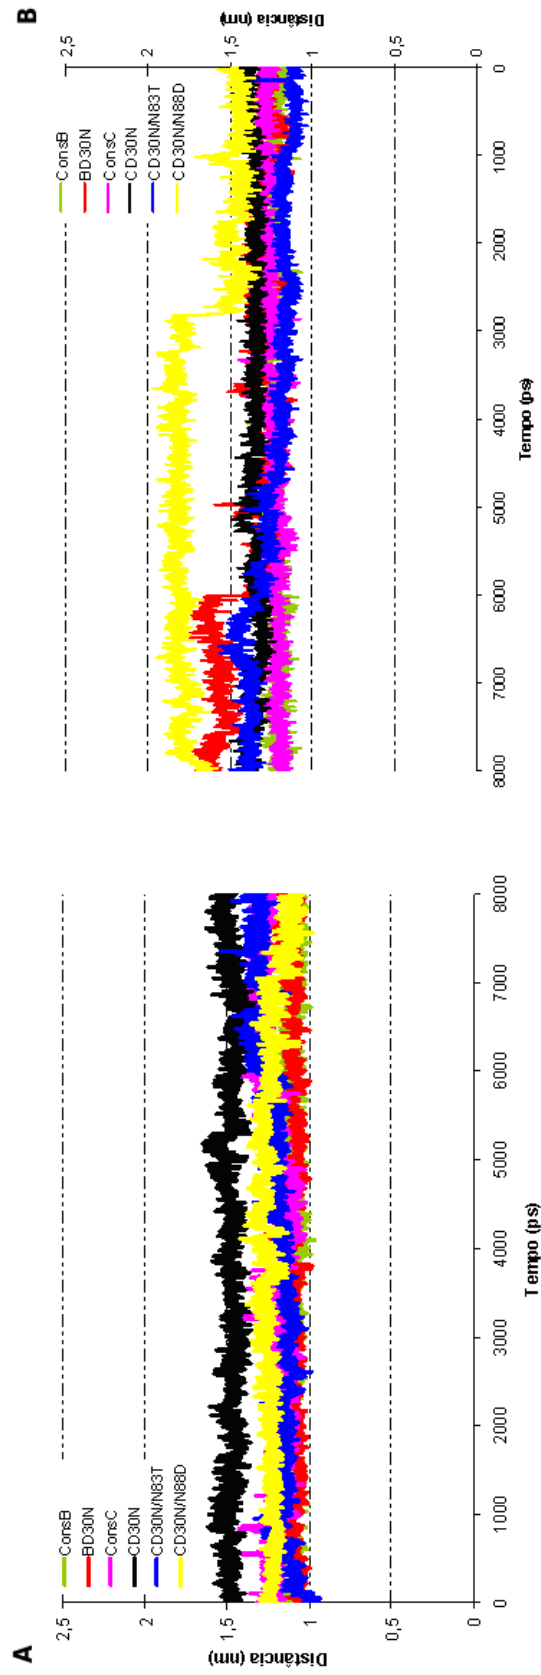 A
Distância (nm)
2,5
2
1,5
1
0,5
0
ConsB
BD30N
ConsC
CD30N
CD30N/N83T
CD30N/N88D
0
1000
2000
3000
4000
5000
6000
7000
8000
Tempo (ps)
B
Distância (nm)
2,5
2
1,5
1
0,5
0
ConsB
BD30N
ConsC
CD30N
CD30N/N83T
CD30N/N88D
0
1000
2000
3000
4000
5000
6000
7000
8000
Tempo (ps)